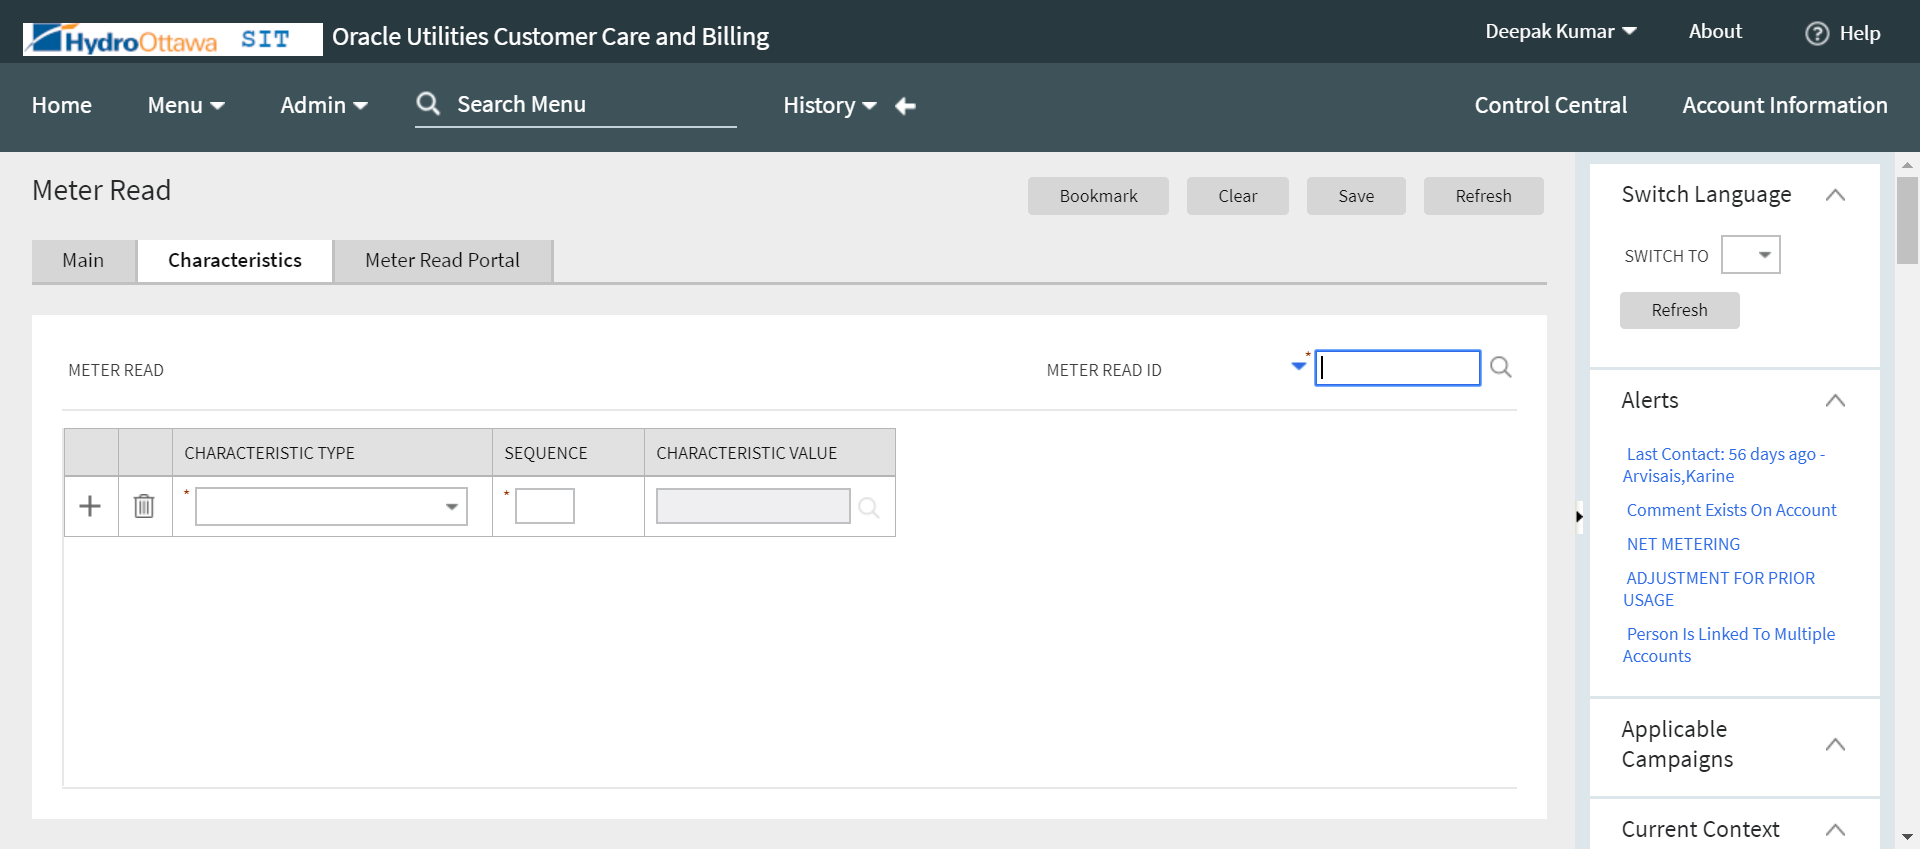 HydroOttawa SIT Oracle Utilities Customer Care and Billing Deepak Kumar About ? Help
Home Menu Admin Search Menu History Control Central Account Information
Meter Read
Bookmark Clear Save Refresh
Main Characteristics Meter Read Portal
METER READ METER READ ID *
CHARACTERISTIC TYPE SEQUENCE CHARACTERISTIC VALUE
* *
Switch Language
SWITCH TO
Refresh
Alerts
Last Contact: 56 days ago -
Arvisais,Karine
Comment Exists On Account
NET METERING
ADJUSTMENT FOR PRIOR
USAGE
Person Is Linked To Multiple
Accounts
Applicable
Campaigns
Current Context